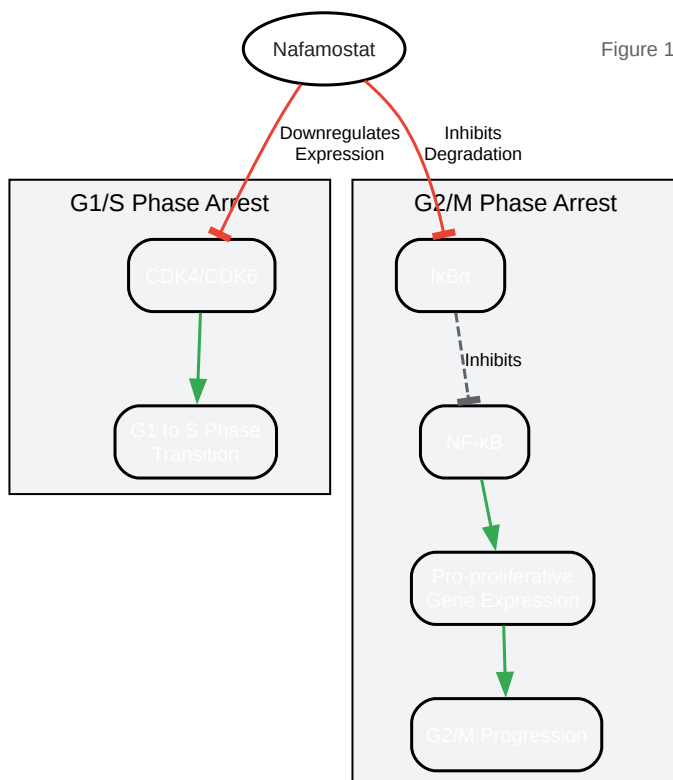 Nafamostat
Figure 1
Downregulates
Expression
Inhibits
Degradation
G1/S Phase Arrest
G2/M Phase Arrest
CDK4/CDK6
IκBα
Inhibits
G1 to S Phase
Transition
NF-κB
Pro-proliferative
Gene Expression
G2/M Progression